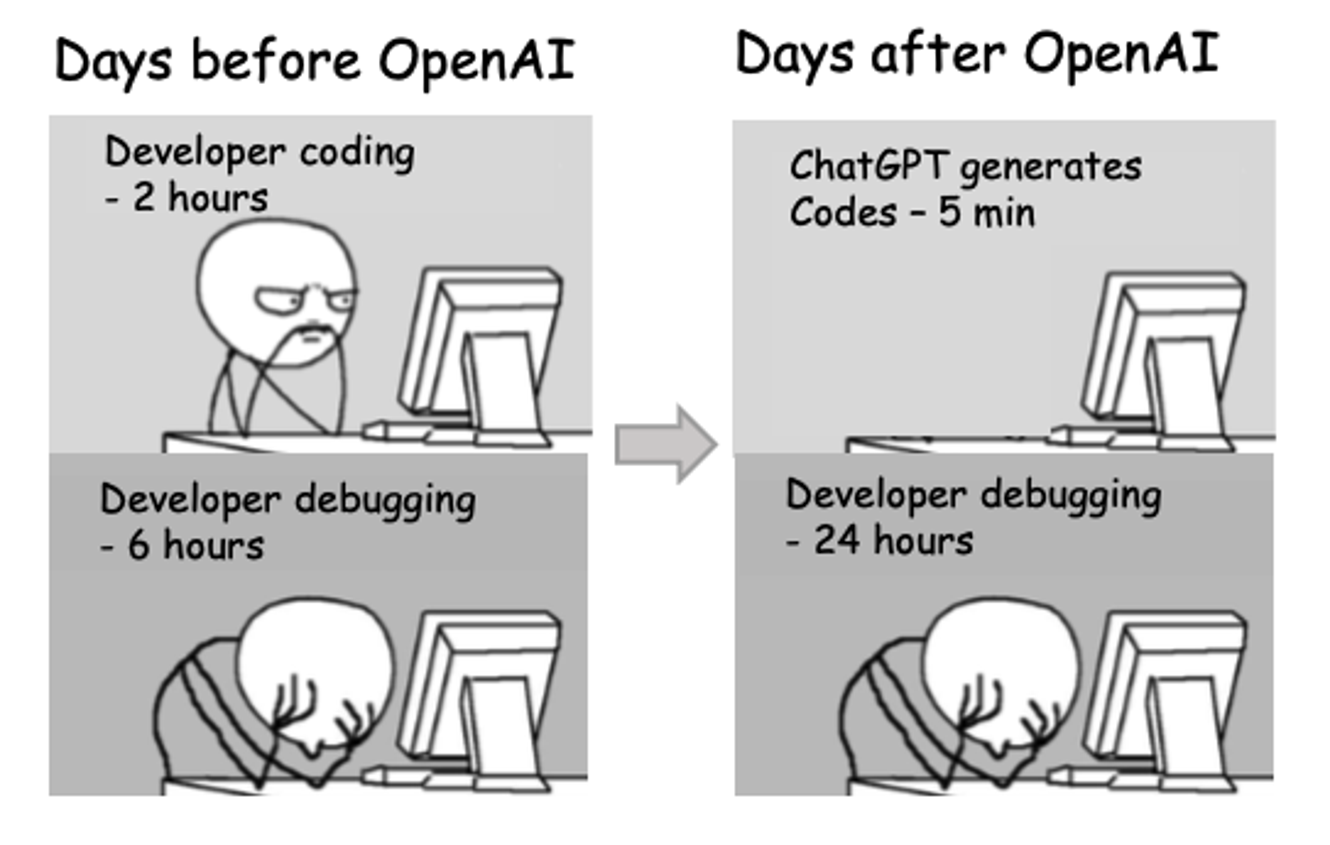 Days before OpenAI
Developer coding
- 2 hours
Developer debugging
- 6 hours
Days after OpenAI
ChatGPT generates
Codes – 5 min
Developer debugging
- 24 hours